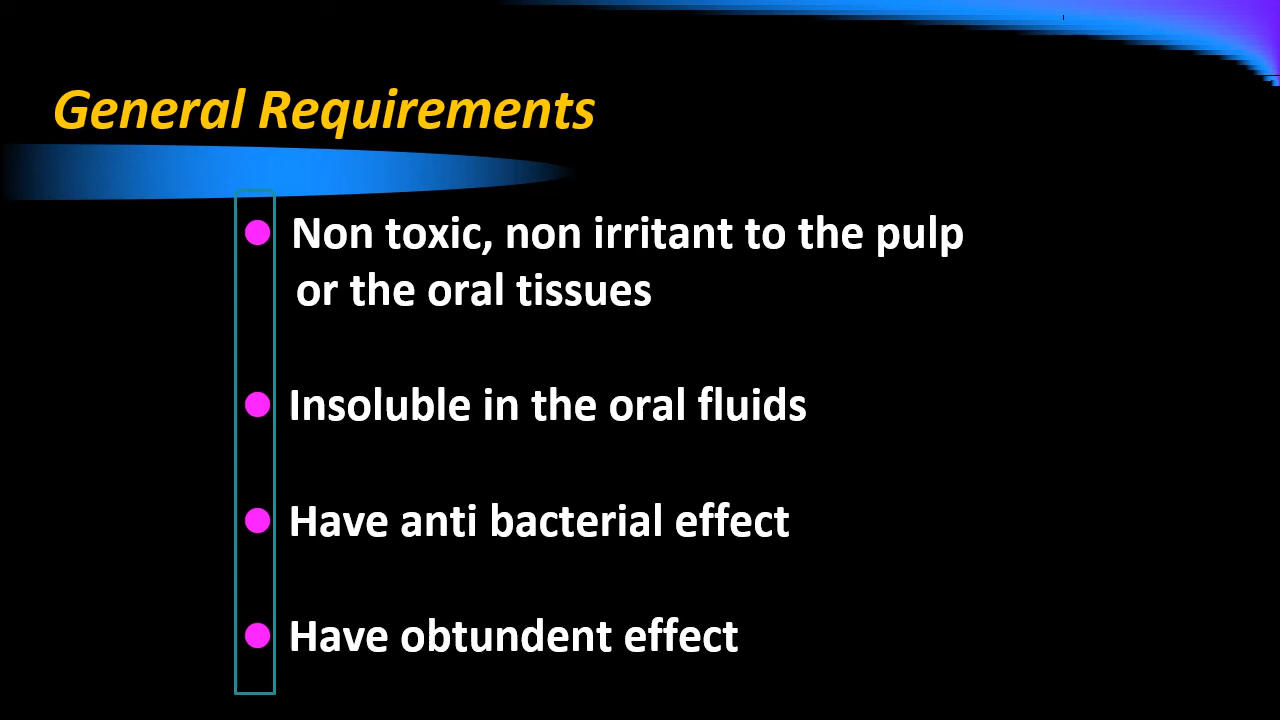 General Requirements
Non toxic, non irritant to the pulp
or the oral tissues
Insoluble in the oral fluids
Have anti bacterial effect
Have obtundent effect